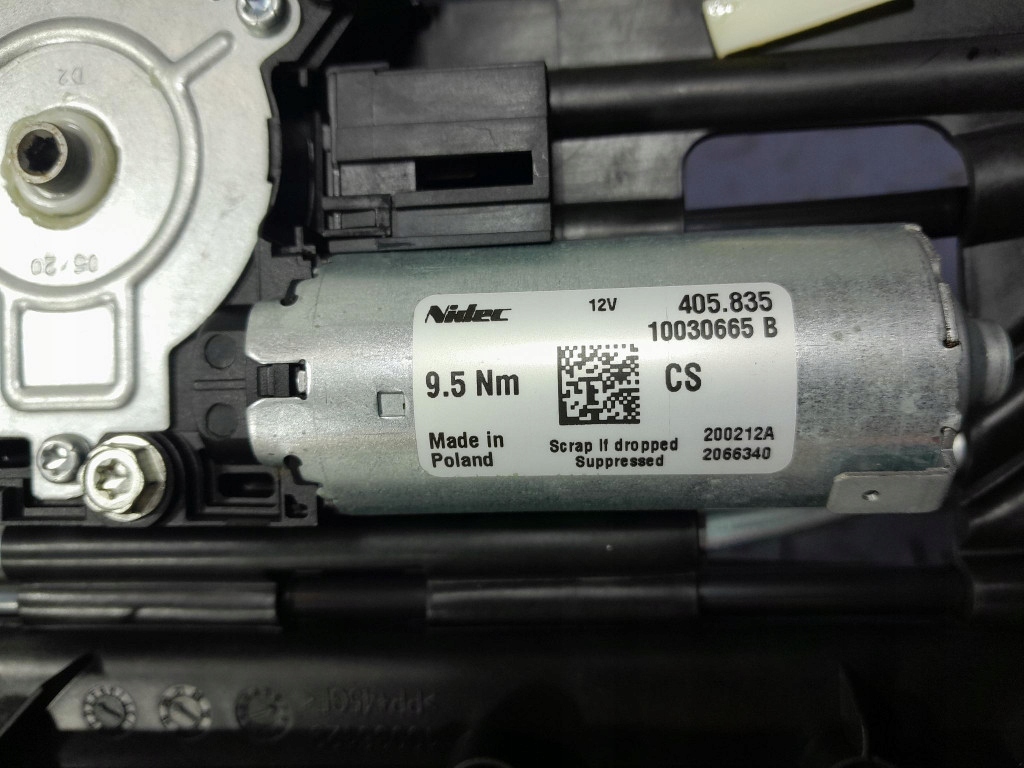 D2
05/20
Nidec
12V
405.835
10030665 B
9.5 Nm
CS
Made in
Poland
Scrap if dropped
Suppressed
200212A
2066340